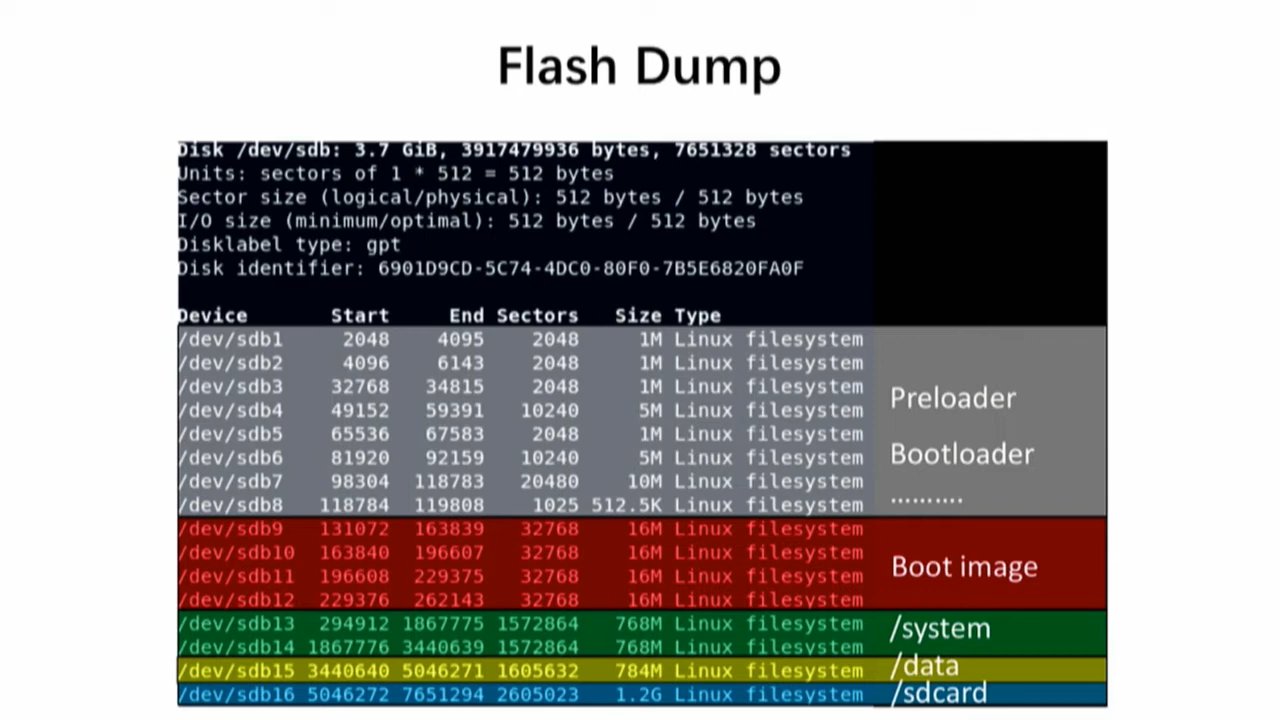 Flash Dump
Disk /dev/sdb: 3.7 GiB, 3917479936 bytes, 7651328 sectors
Units: sectors of 1 * 512 = 512 bytes
Sector size (logical/physical): 512 bytes / 512 bytes
I/O size (minimum/optimal): 512 bytes / 512 bytes
Disklabel type: gpt
Disk identifier: 6901D9CD-5C74-4DC0-80F0-7B5E6820FA0F
Device Start End Sectors Size Type
/dev/sdb1 2048 4095 2048 1M Linux filesystem
/dev/sdb2 4096 6143 2048 1M Linux filesystem
/dev/sdb3 32768 34815 2048 1M Linux filesystem
Preloader
/dev/sdb4 49152 59391 10240 5M Linux filesystem
/dev/sdb5 65536 67583 2048 1M Linux filesystem
Bootloader
/dev/sdb6 81920 92159 10240 5M Linux filesystem
/dev/sdb7 98304 118783 20480 10M Linux filesystem
..........
/dev/sdb8 118784 119808 1025 512.5K Linux filesystem
/dev/sdb9 131072 163839 32768 16M Linux filesystem
/dev/sdb10 163840 196607 32768 16M Linux filesystem
Boot image
/dev/sdb11 196608 229375 32768 16M Linux filesystem
/dev/sdb12 229376 262143 32768 16M Linux filesystem
/dev/sdb13 294912 1867775 1572864 768M Linux filesystem
/system
/dev/sdb14 1867776 3440639 1572864 768M Linux filesystem
/dev/sdb15 3440640 5046271 1605632 784M Linux filesystem
/data
/dev/sdb16 5046272 7651294 2605023 1.2G Linux filesystem
/sdcard